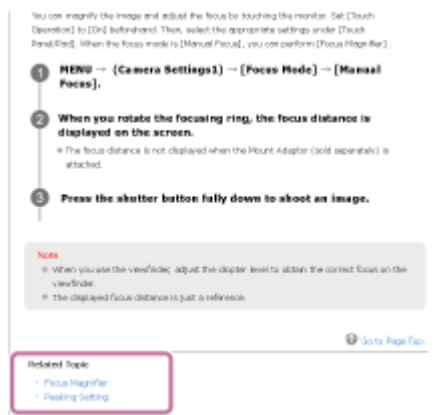 You can magnify the image and adjust the focus by touching the monitor. Set [Touch
Operation] to [On] beforehand. Then, select the appropriate settings under [Touch
Panel/Pad]. When the focus mode is [Manual Focus], you can perform [Focus Magnifier].
1 MENU → (Camera Settings1) → [Focus Mode] → [Manual
Focus].
2 When you rotate the focusing ring, the focus distance is
displayed on the screen.
The focus distance is not displayed when the Mount Adaptor (sold separately) is
attached.
3 Press the shutter button fully down to shoot an image.
Note
When you use the viewfinder, adjust the diopter level to obtain the correct focus on the
viewfinder.
The displayed focus distance is just a reference.
Go to Page Top
Related Topic
Focus Magnifier
Peaking Setting